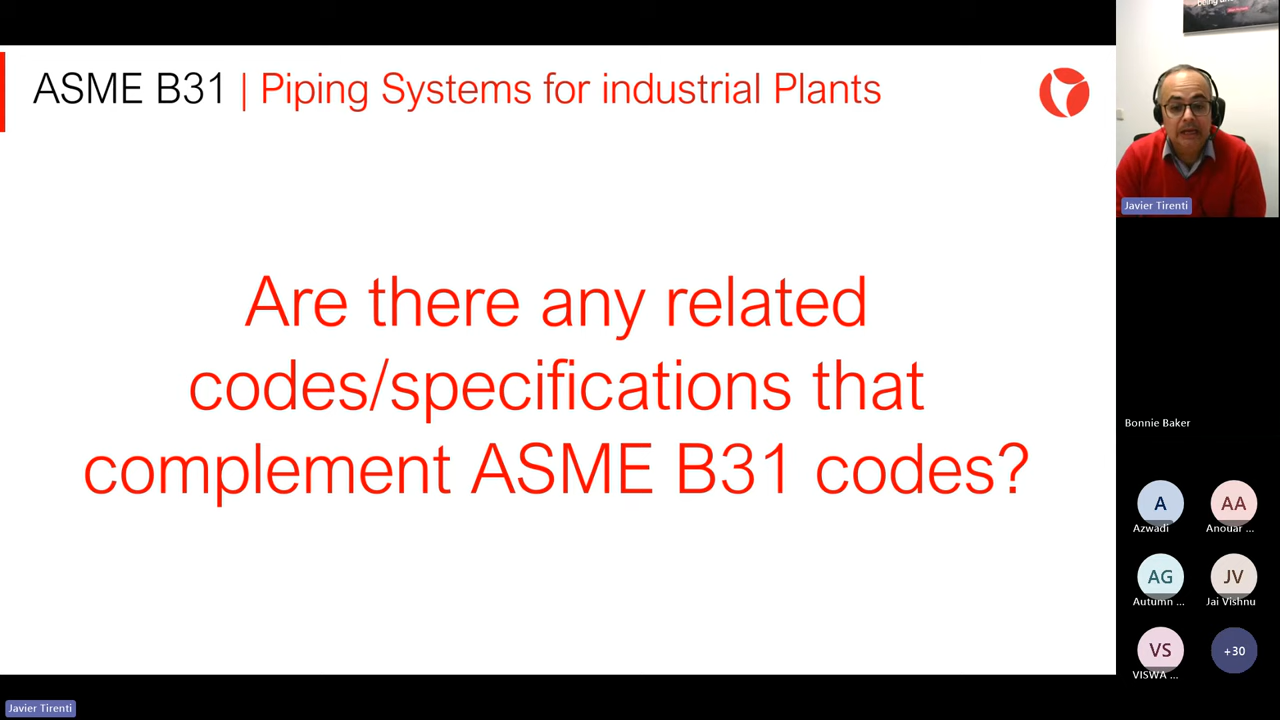 ASME B31 | Piping Systems for industrial Plants
Are there any related
codes/specifications that
complement ASME B31 codes?
Javier Tirenti
Bonnie Baker
A
AA
Azwadi
Anouar ...
AG
JV
Autumn ...
Jai Vishnu
VS
+30
VISWA ...
Javier Tirenti